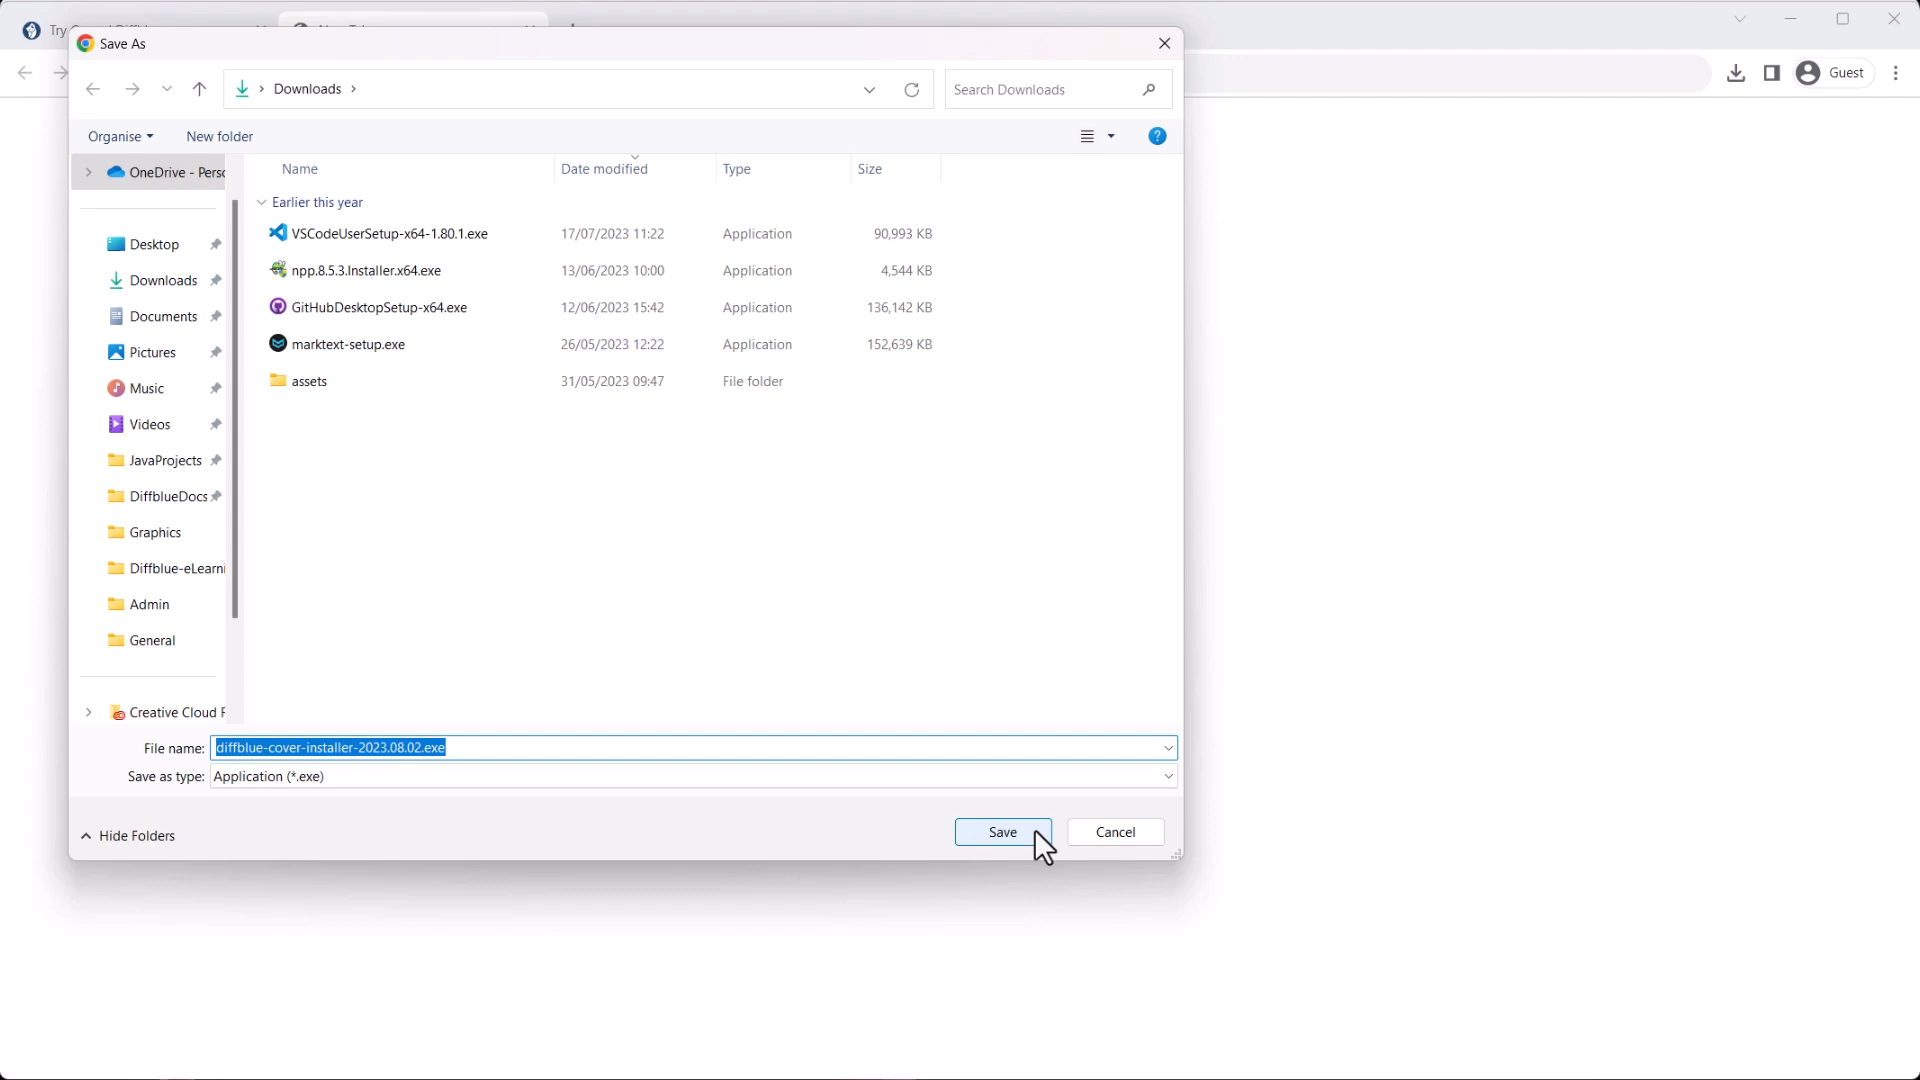 Try
Save As
Guest
Downloads
Search Downloads
Organise
New folder
Name
Date modified
Type
Size
OneDrive - Perso
Earlier this year
VSCodeUserSetup-x64-1.80.1.exe 17/07/2023 11:22 Application 90,993 KB
Desktop
npp.8.5.3.Installer.x64.exe 13/06/2023 10:00 Application 4,544 KB
Downloads
GitHubDesktopSetup-x64.exe 12/06/2023 15:42 Application 136,142 KB
Documents
marktext-setup.exe 26/05/2023 12:22 Application 152,639 KB
Pictures
assets 31/05/2023 09:47 File folder
Music
Videos
JavaProjects
DiffblueDocs
Graphics
Diffblue-eLearni
Admin
General
Creative Cloud F
File name: diffblue-cover-installer-2023.08.02.exe
Save as type: Application (*.exe)
Hide Folders
Save
Cancel